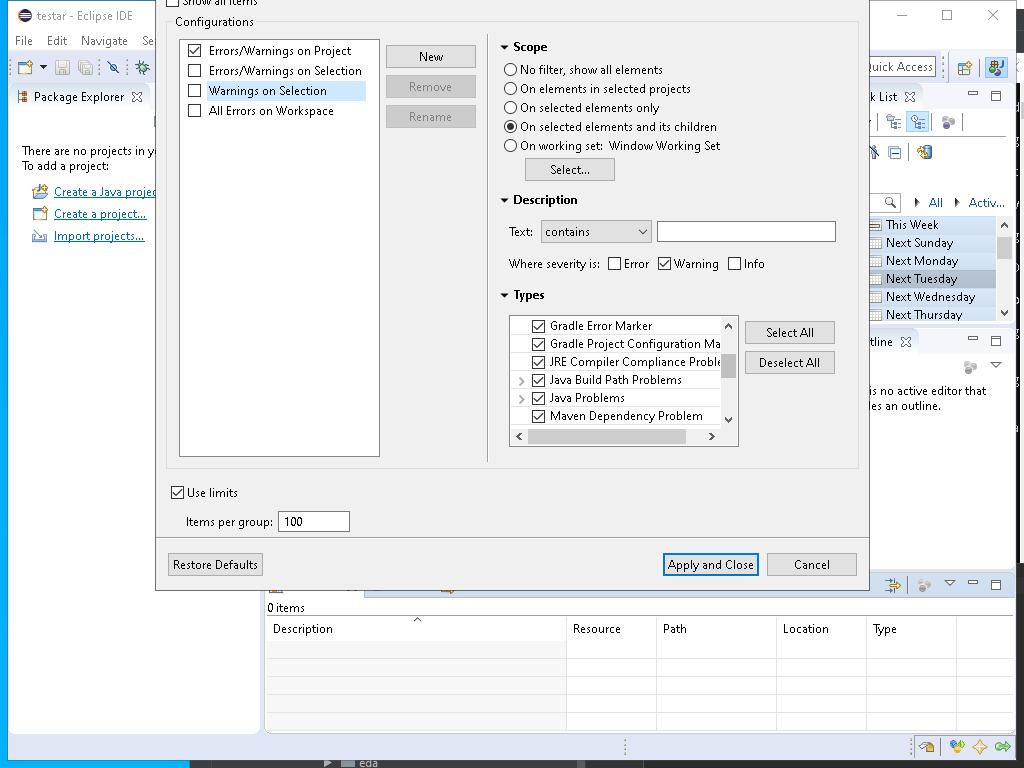 Show all items
testar - Eclipse IDE
File Edit Navigate Se
Configurations
Quick Access
Package Explorer
k List
There are no projects in y
To add a project:
Create a Java projec
Create a project...
Import projects...
Errors/Warnings on Project
Errors/Warnings on Selection
Warnings on Selection
All Errors on Workspace
New
Remove
Rename
Scope
No filter, show all elements
On elements in selected projects
On selected elements only
On selected elements and its children
On working set: Window Working Set
Select...
Description
Text: contains
Where severity is: Error Warning Info
Types
Gradle Error Marker
Gradle Project Configuration Ma
JRE Compiler Compliance Proble
Java Build Path Problems
Java Problems
Maven Dependency Problem
Select All
Deselect All
All Activ...
This Week
Next Sunday
Next Monday
Next Tuesday
Next Wednesday
Next Thursday
tline
is no active editor that
des an outline.
Use limits
Items per group: 100
Restore Defaults
Apply and Close
Cancel
0 items
Description Resource Path Location Type
eda